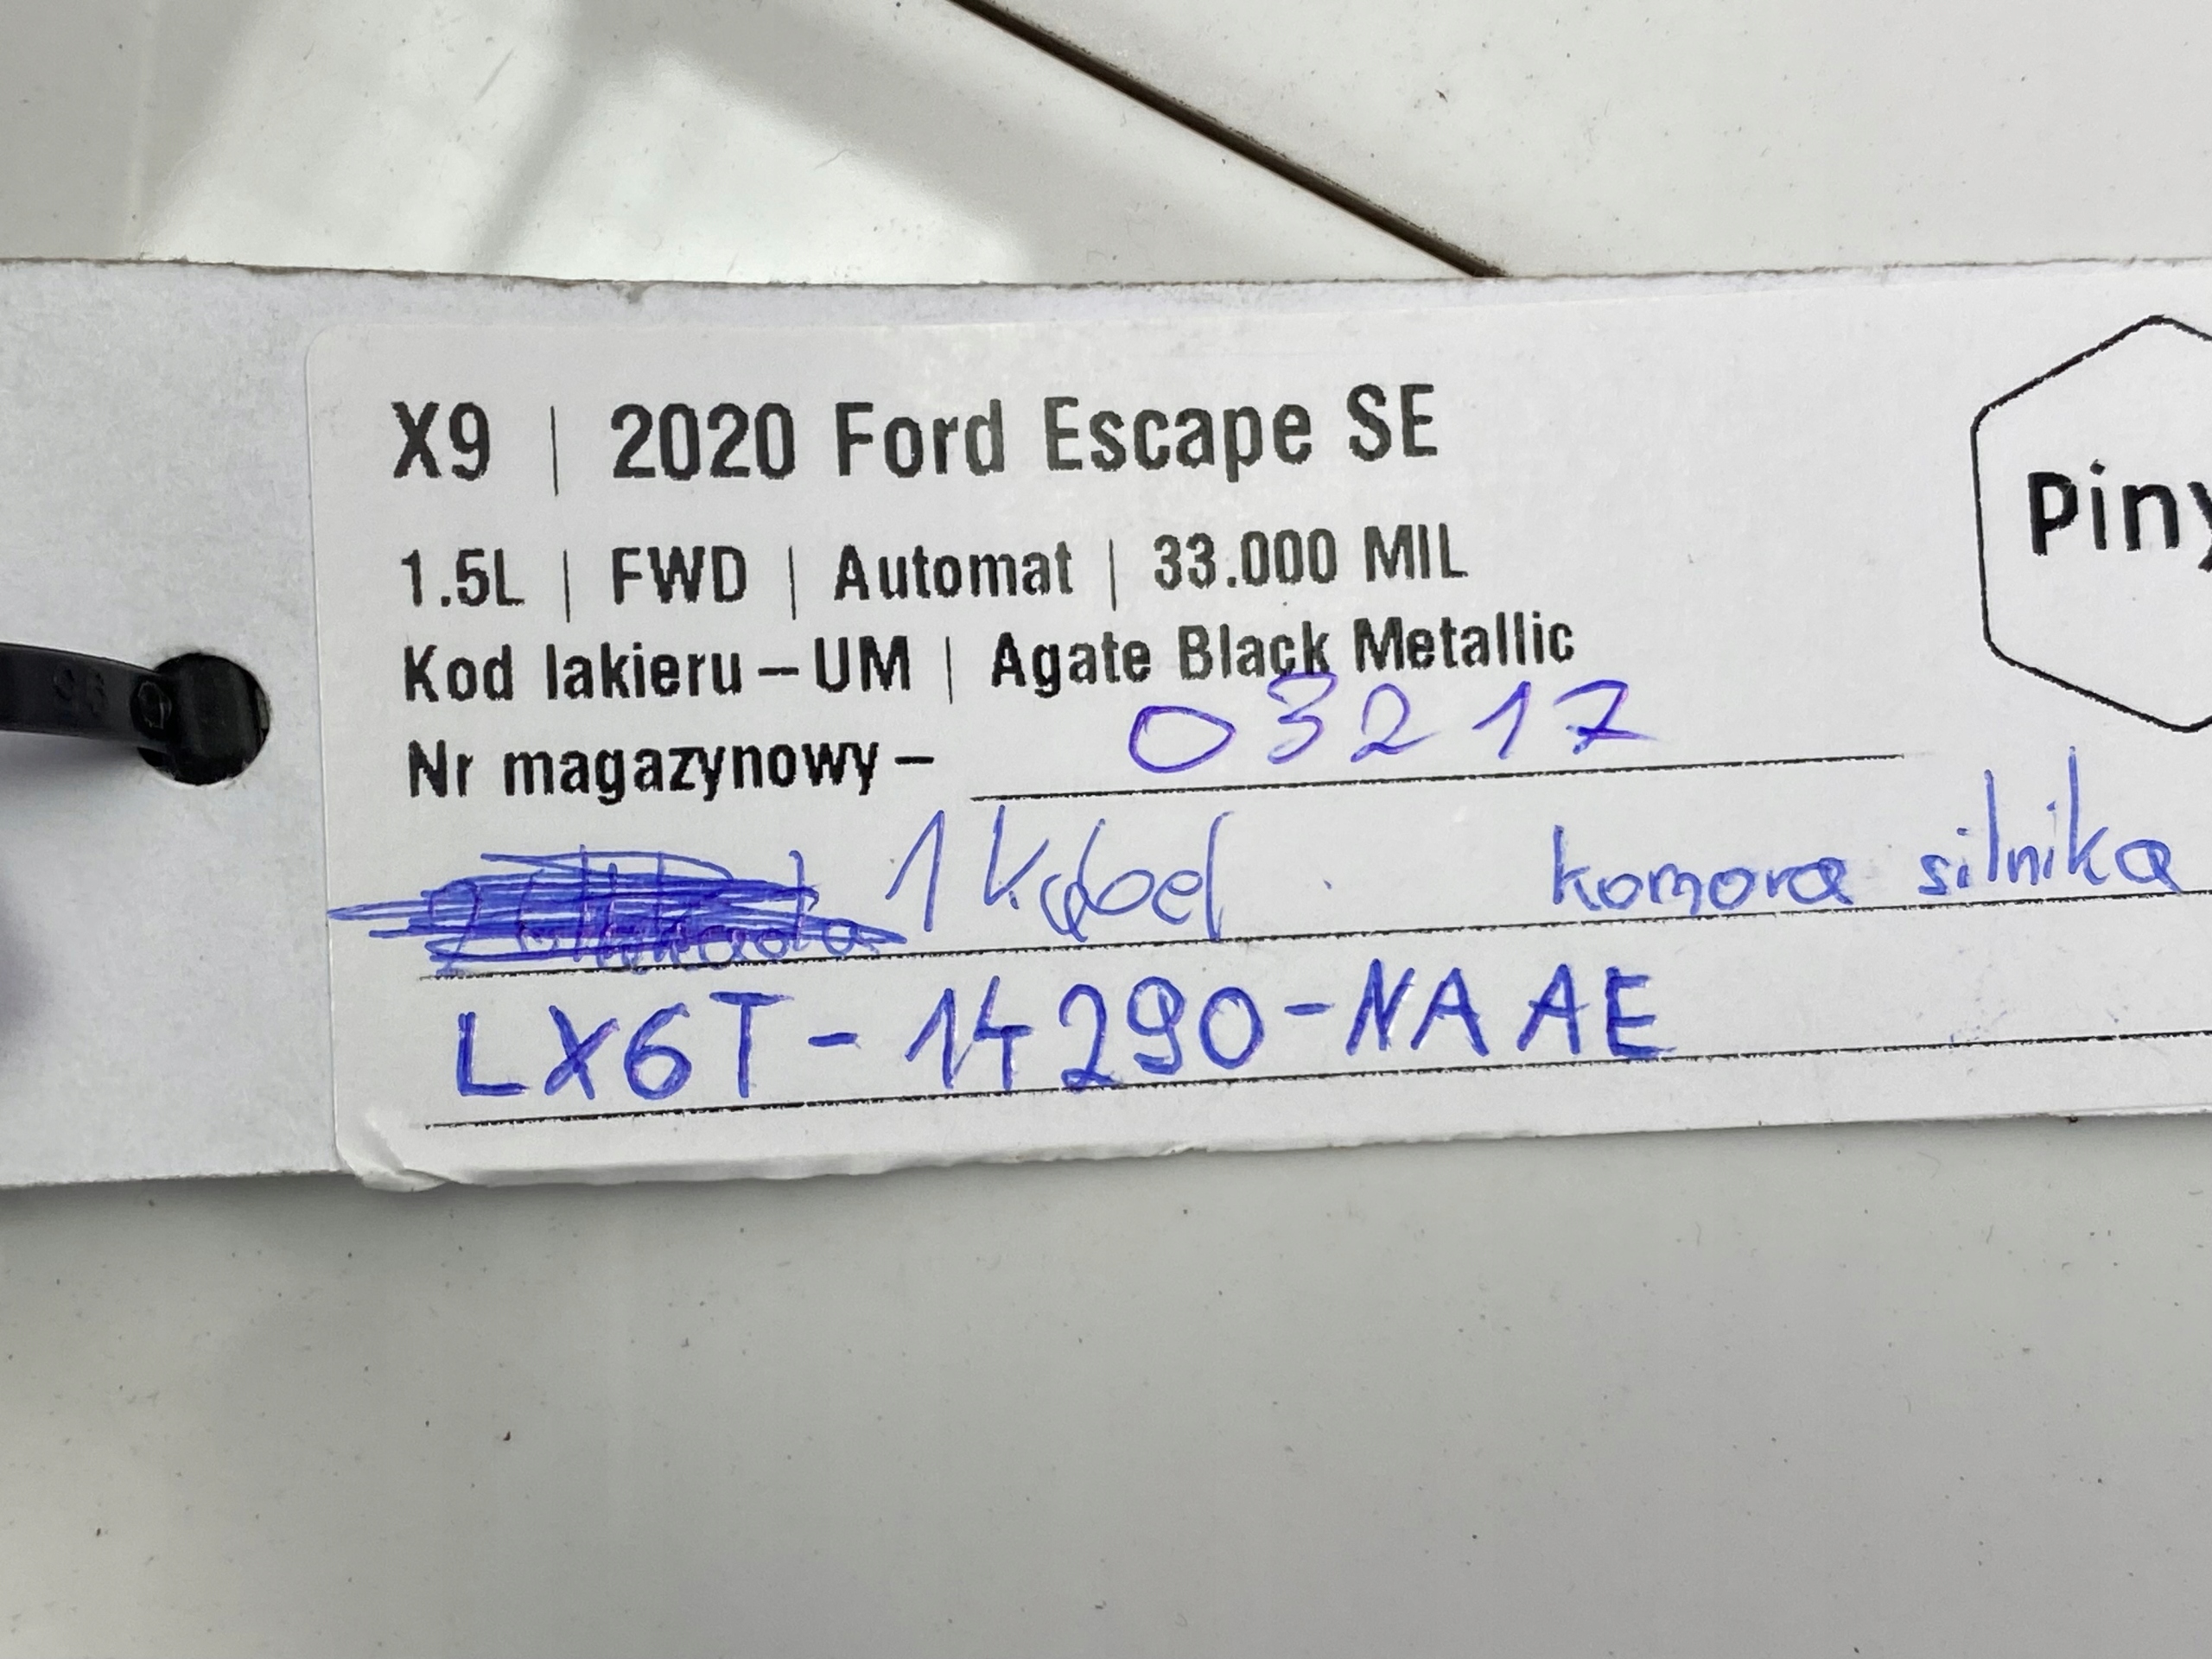 X9 | 2020 Ford Escape SE
1.5L | FWD | Automat | 33.000 MIL
Kod lakieru – UM | Agate Black Metallic
Nr magazynowy – 03217
1 Kabel komora silnika
LX6T-14290-NAAE
Piny